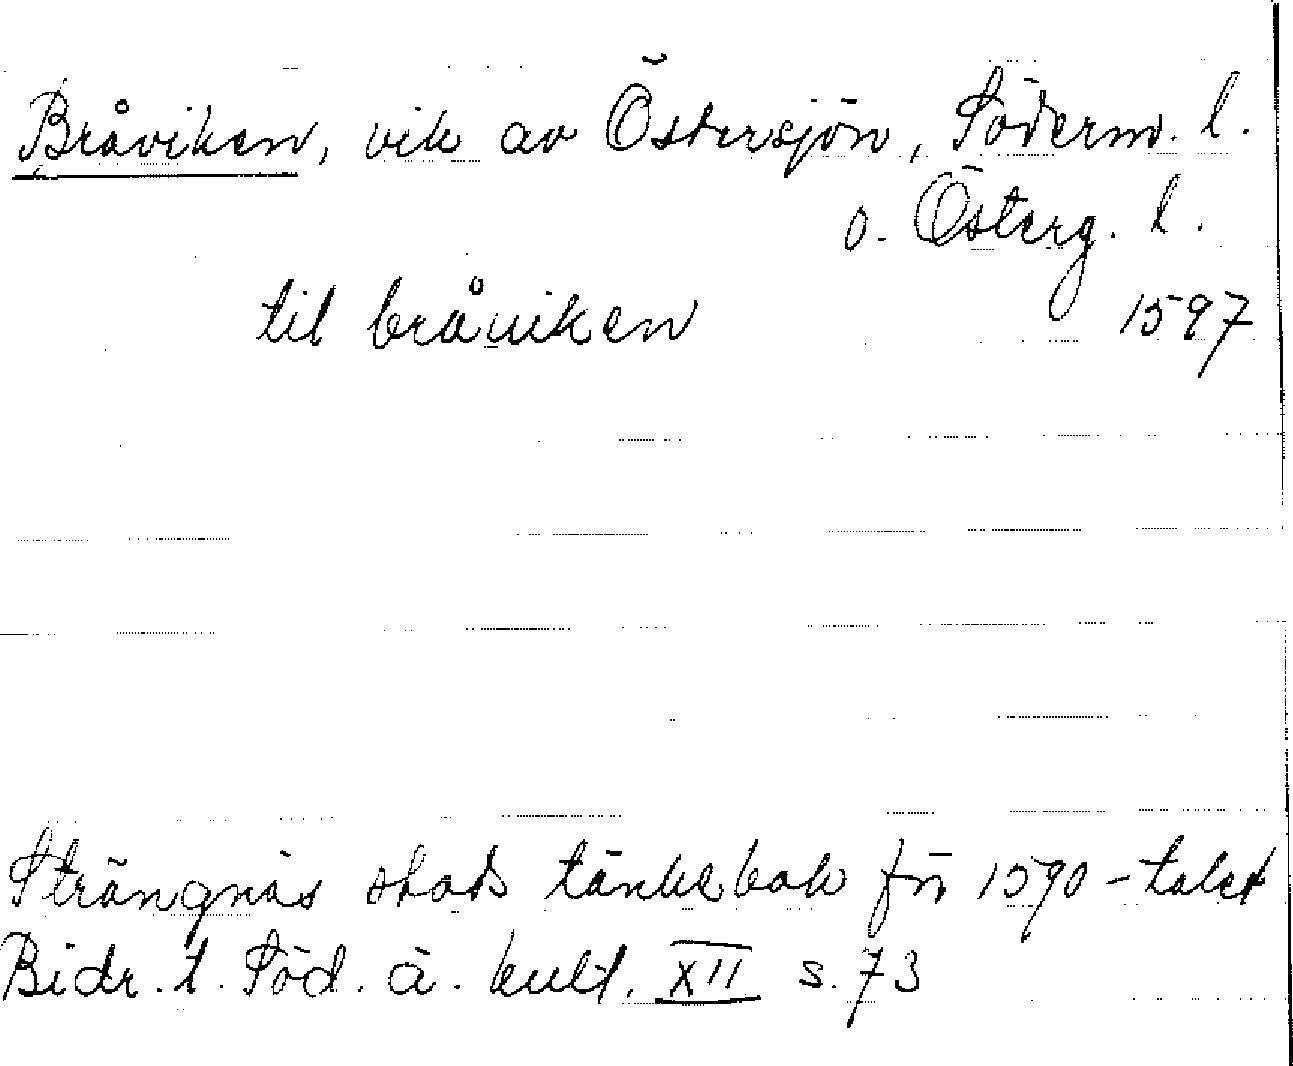 Bråviken, vik av Östersjön, Söderm. l.
o. Österg. l.
til bråuiken 1597
Strängnäs stads tänkebok för 1590-talet
Bidr. t. Söd. ä. kult. XII s. 73